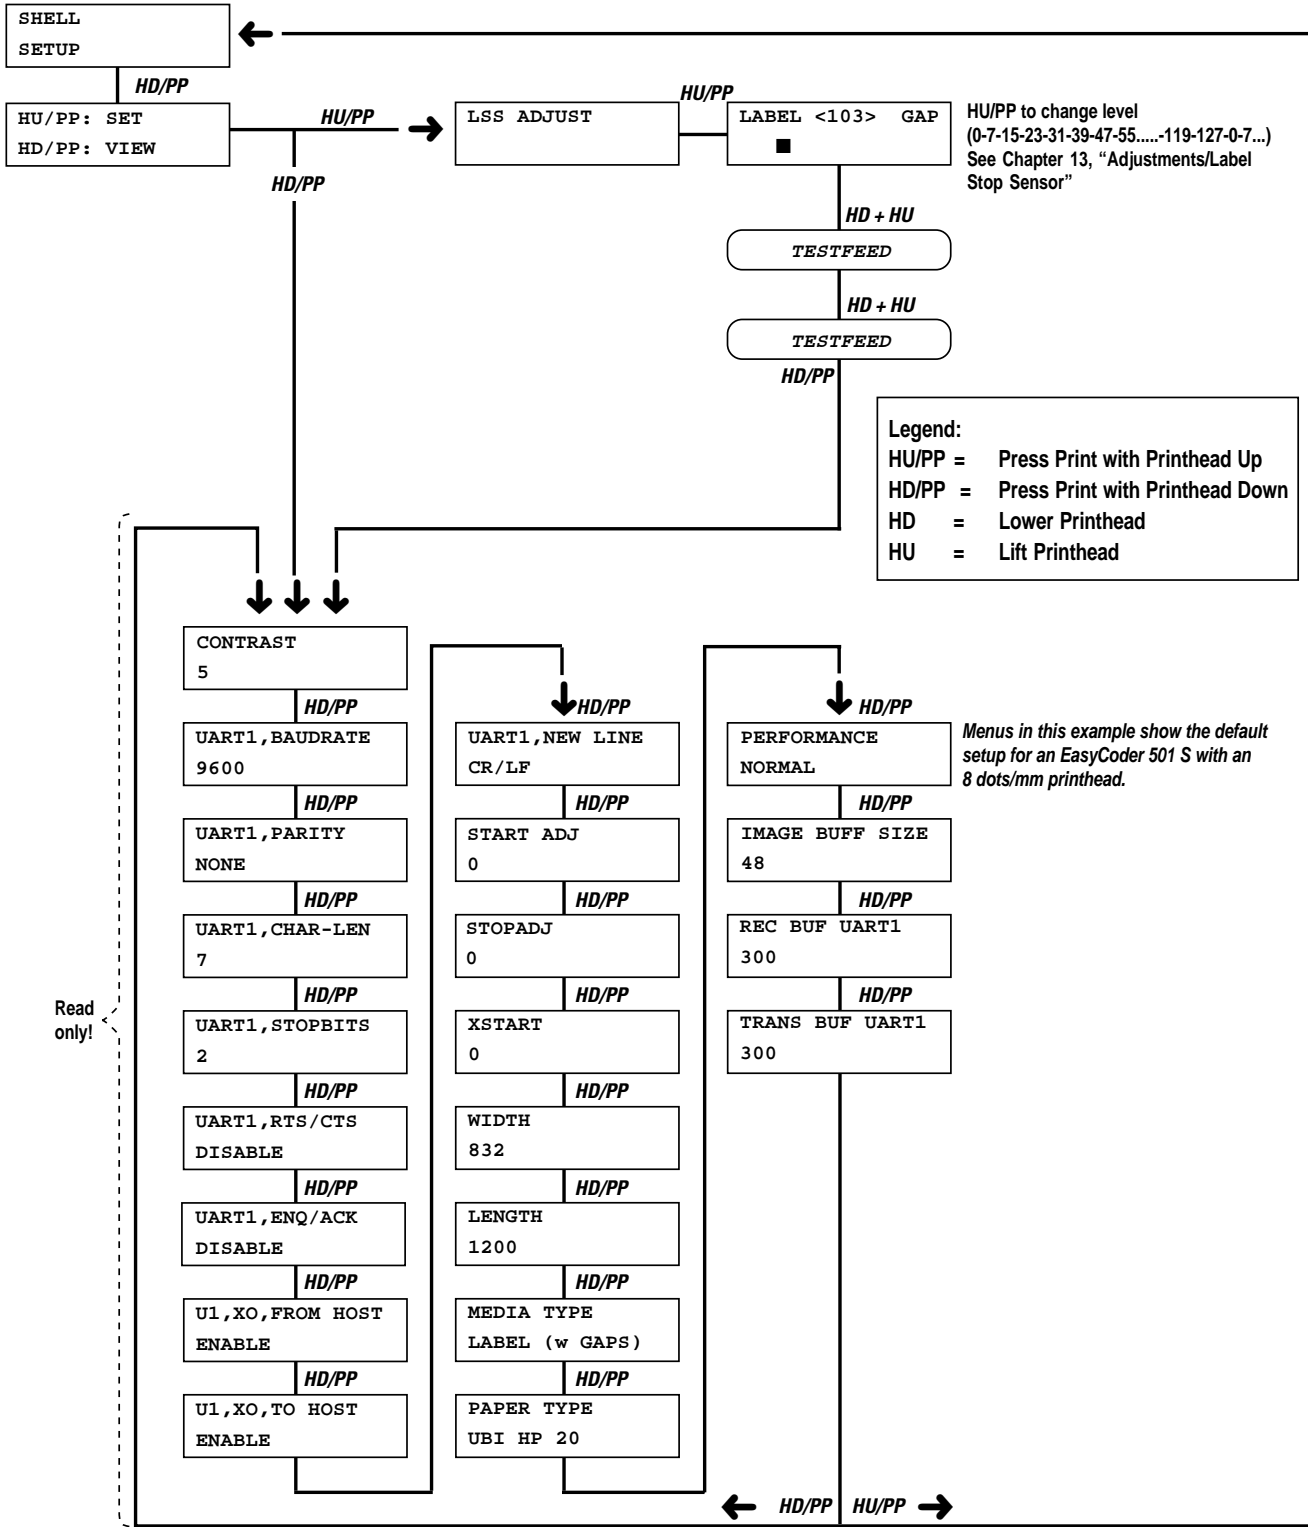 SHELL
SETUP
HD/PP
HU/PP: SET
HD/PP: VIEW
HU/PP
HD/PP
LSS ADJUST
HU/PP
LABEL <103> GAP
HU/PP to change level
(0-7-15-23-31-39-47-55.....-119-127-0-7...)
See Chapter 13, “Adjustments/Label
Stop Sensor”
HD + HU
TESTFEED
HD + HU
TESTFEED
HD/PP
Legend:
HU/PP = Press Print with Printhead Up
HD/PP = Press Print with Printhead Down
HD = Lower Printhead
HU = Lift Printhead
Read
only!
CONTRAST
5
HD/PP
UART1,BAUDRATE
9600
HD/PP
UART1,PARITY
NONE
HD/PP
UART1,CHAR-LEN
7
HD/PP
UART1,STOPBITS
2
HD/PP
UART1,RTS/CTS
DISABLE
HD/PP
UART1,ENQ/ACK
DISABLE
HD/PP
U1,XO,FROM HOST
ENABLE
HD/PP
U1,XO,TO HOST
ENABLE
HD/PP
UART1,NEW LINE
CR/LF
HD/PP
START ADJ
0
HD/PP
STOPADJ
0
HD/PP
XSTART
0
HD/PP
WIDTH
832
HD/PP
LENGTH
1200
HD/PP
MEDIA TYPE
LABEL (w GAPS)
HD/PP
PAPER TYPE
UBI HP 20
HD/PP
PERFORMANCE
NORMAL
HD/PP
IMAGE BUFF SIZE
48
HD/PP
REC BUF UART1
300
HD/PP
TRANS BUF UART1
300
Menus in this example show the default
setup for an EasyCoder 501 S with an
8 dots/mm printhead.
HD/PP HU/PP